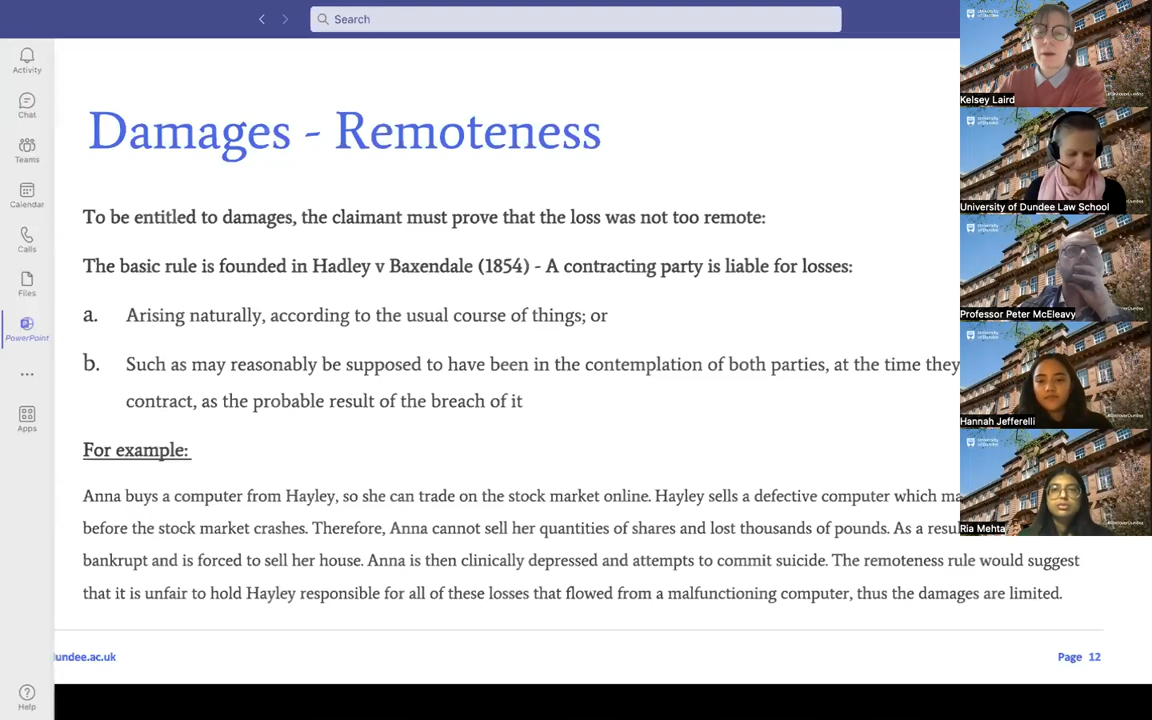 Search
Activity
Chat
Teams
Calendar
Calls
Files
PowerPoint
Apps
Help
Damages - Remoteness
To be entitled to damages, the claimant must prove that the loss was not too remote:
The basic rule is founded in Hadley v Baxendale (1854) - A contracting party is liable for losses:
a. Arising naturally, according to the usual course of things; or
b. Such as may reasonably be supposed to have been in the contemplation of both parties, at the time they
contract, as the probable result of the breach of it
For example:
Anna buys a computer from Hayley, so she can trade on the stock market online. Hayley sells a defective computer which
before the stock market crashes. Therefore, Anna cannot sell her quantities of shares and lost thousands of pounds. As a
bankrupt and is forced to sell her house. Anna is then clinically depressed and attempts to commit suicide. The remoteness rule would suggest
that it is unfair to hold Hayley responsible for all of these losses that flowed from a malfunctioning computer, thus the damages are limited.
undee.ac.uk
Page 12
Kelsey Laird
University of Dundee Law School
Professor Peter McEleavy
Hannah Jefferelli
Ria Mehta